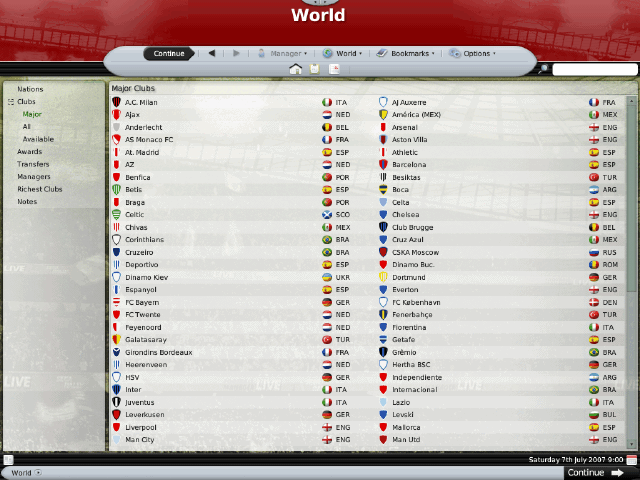 World
Continue
Manager
World
Bookmarks
Options
Nations
Clubs
Major
All
Available
Awards
Transfers
Managers
Richest Clubs
Notes
Major Clubs
A.C. Milan ITA AJ Auxerre FRA
Ajax NED América (MEX) MEX
Anderlecht BEL Arsenal ENG
AS Monaco FC FRA Aston Villa ENG
At. Madrid ESP Athletic ESP
AZ NED Barcelona ESP
Benfica POR Besiktas TUR
Betis ESP Boca ARG
Braga POR Celta ESP
Celtic SCO Chelsea ENG
Chivas MEX Club Brugge BEL
Corinthians BRA Cruz Azul MEX
Cruzeiro BRA CSKA Moscow RUS
Deportivo ESP Dinamo Buc. ROM
Dinamo Kiev UKR Dortmund GER
Espanyol ESP Everton ENG
FC Bayern GER FC København DEN
FC Twente NED Fenerbahçe TUR
Feyenoord NED Fiorentina ITA
Galatasaray TUR Getafe ESP
Girondins Bordeaux FRA Grêmio BRA
Heerenveen NED Hertha BSC GER
HSV GER Independiente ARG
Inter ITA Internacional BRA
Juventus ITA Lazio ITA
Leverkusen GER Levski BUL
Liverpool ENG Mallorca ESP
Man City ENG Man Utd ENG
Saturday 7th July 2007 9:00
World
Continue